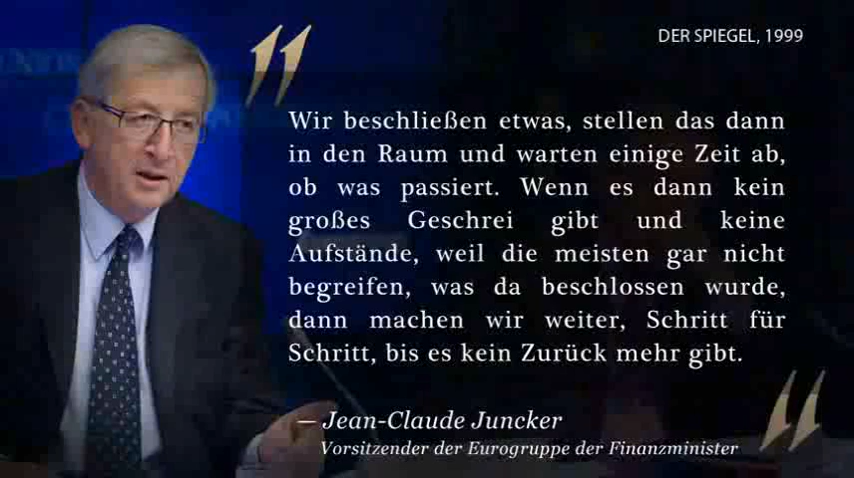 DER SPIEGEL, 1999
Wir beschließen etwas, stellen das dann
in den Raum und warten einige Zeit ab,
ob was passiert. Wenn es dann kein
großes Geschrei gibt und keine
Aufstände, weil die meisten gar nicht
begreifen, was da beschlossen wurde,
dann machen wir weiter, Schritt für
Schritt, bis es kein Zurück mehr gibt.
— Jean-Claude Juncker
Vorsitzender der Eurogruppe der Finanzminister